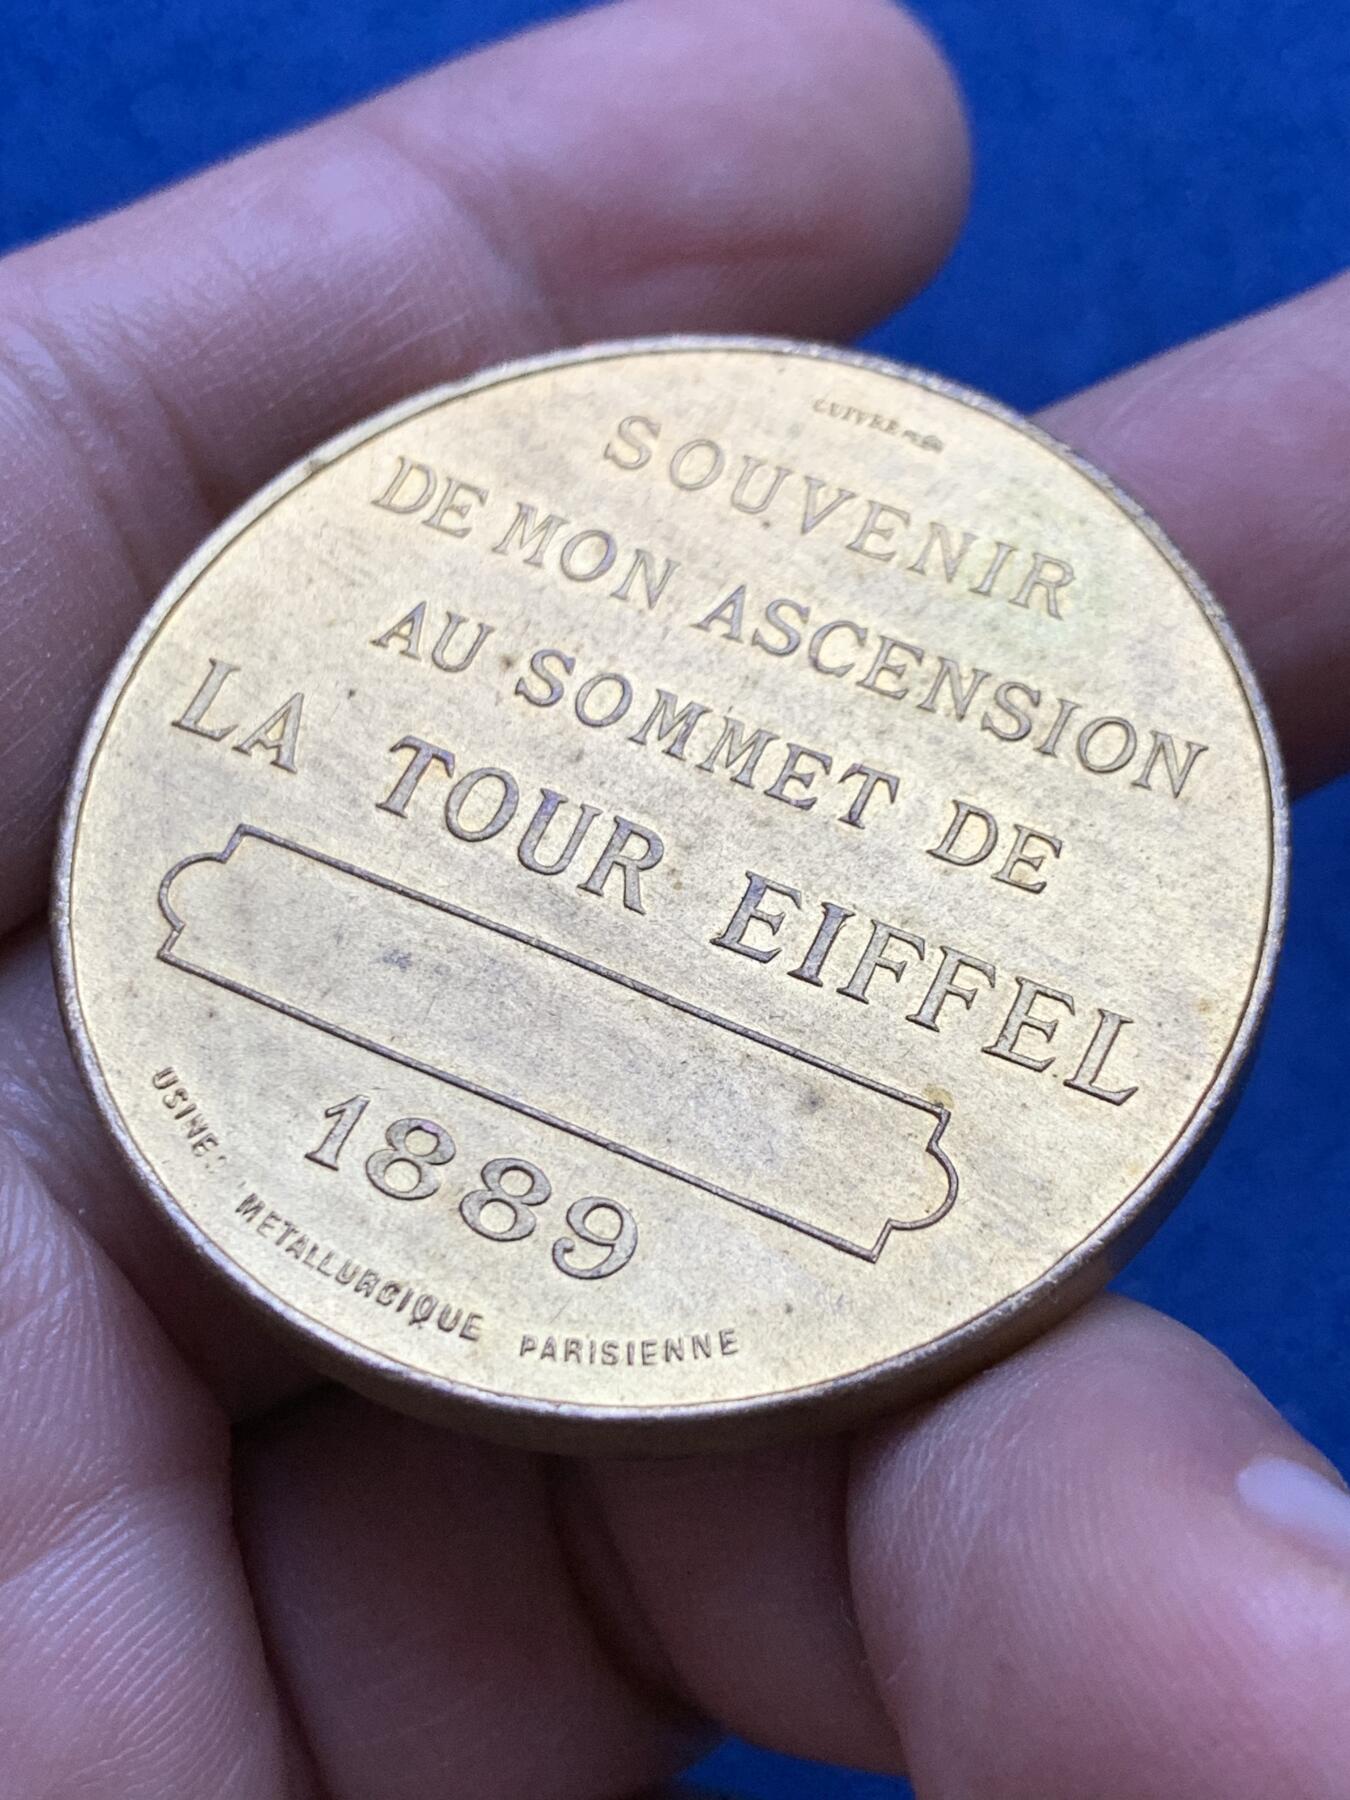 CUIVRE
SOUVENIR
DE MON ASCENSION
AU SOMMET DE
LA TOUR EIFFEL
1889
USINE METALLURGIQUE PARISIENNE